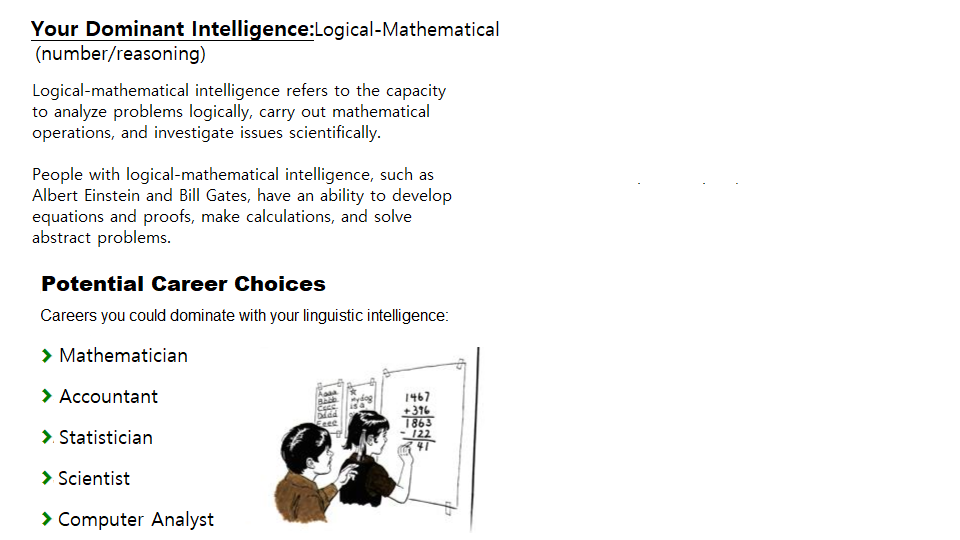 Your Dominant Intelligence:Logical-Mathematical
(number/reasoning)
Logical-mathematical intelligence refers to the capacity
to analyze problems logically, carry out mathematical
operations, and investigate issues scientifically.
People with logical-mathematical intelligence, such as
Albert Einstein and Bill Gates, have an ability to develop
equations and proofs, make calculations, and solve
abstract problems.
Potential Career Choices
Careers you could dominate with your linguistic intelligence:
Mathematician
Accountant
Statistician
Scientist
Computer Analyst
Aaaa
Bbbb
Cccc
Dddd
Eeee
my dog
is a
1467
+396
1863
- 122
41